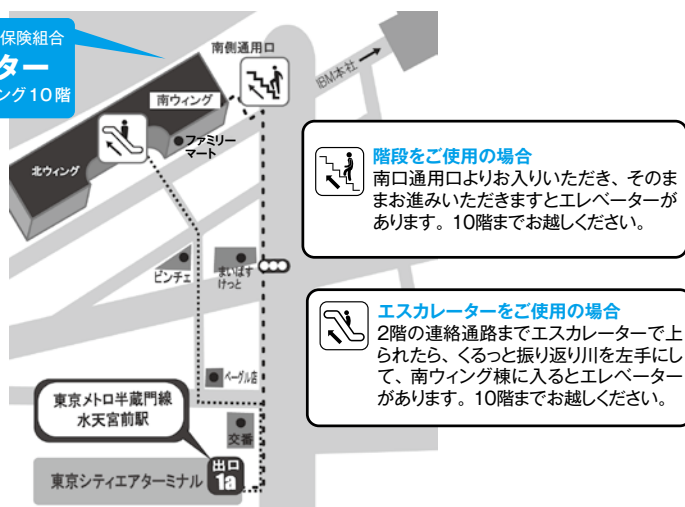 保険組合
ター
ング10階
南側通用口
IBM本社
南ウィング
ファミリー
マート
北ウィング
階段をご使用の場合
南口通用口よりお入りいただき、そのま
まお進みいただきますとエレベーターが
あります。10階までお越しください。
ピンチェ
まいばす
けっと
エスカレーターをご使用の場合
2階の連絡通路までエスカレーターで上
られたら、くるっと振り返り川を左手にし
て、南ウィング棟に入るとエレベーター
があります。10階までお越しください。
ベーグル店
東京メトロ半蔵門線
水天宮前駅
交番
出口
1a
東京シティエアターミナル